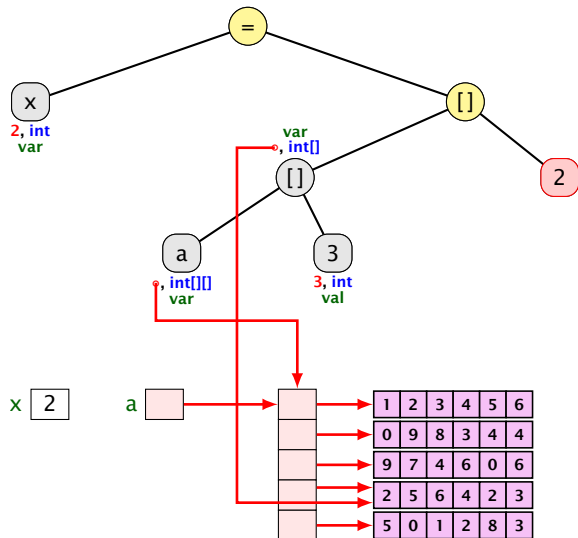 =
x
[]
2, int
var
var
, int[]
[]
2
a
3
, int[][]
var
3, int
val
x 2
a
1 2 3 4 5 6
0 9 8 3 4 4
9 7 4 6 0 6
2 5 6 4 2 3
5 0 1 2 8 3